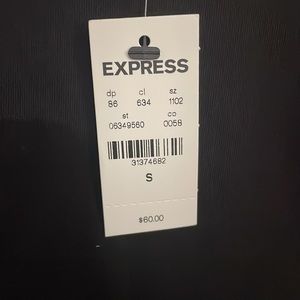 EXPRESS
dp cl sz
86 634 1102
st co
06349560 0058
31374682
S
$60.00